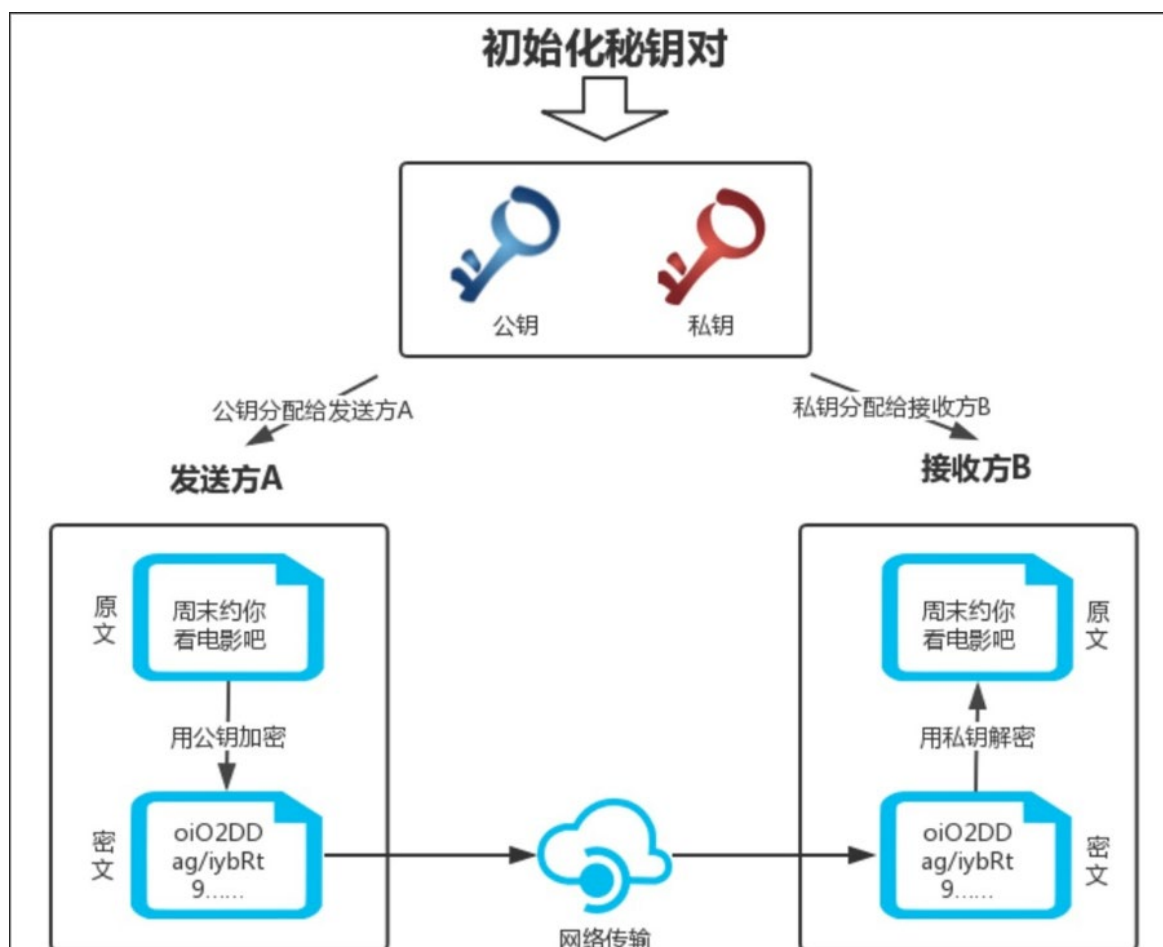 初始化秘钥对
公钥
私钥
公钥分配给发送方A
私钥分配给接收方B
发送方A
接收方B
原文
周末约你
看电影吧
用公钥加密
密文
oiO2DD
ag/iybRt
9......
网络传输
周末约你
看电影吧
原文
用私钥解密
oiO2DD
ag/iybRt
9......
密文